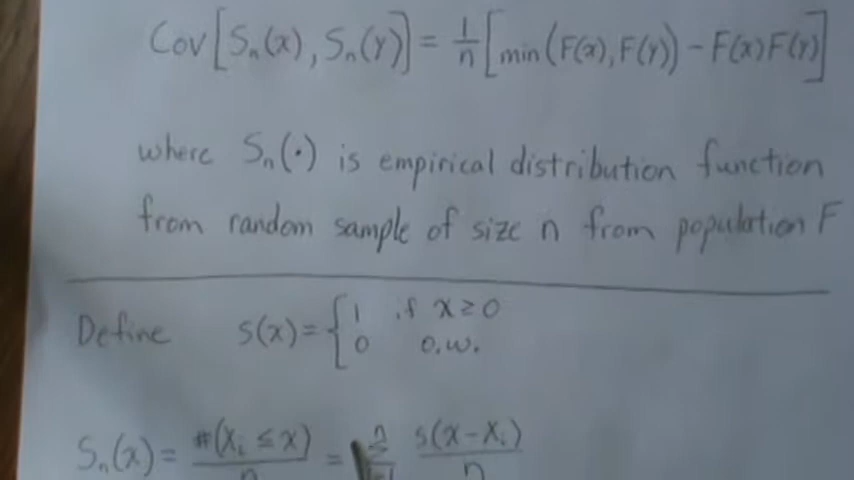 Cov[Sₙ(x), Sₙ(y)] = 1/n [min(F(x), F(y)) - F(x)F(y)]
where Sₙ(·) is empirical distribution function
from random sample of size n from population F
Define s(x) = { 1 if x ≥ 0
0 o.w.
Sₙ(x) = #(Xᵢ ≤ x)/n = Σ s(x-Xᵢ)/n